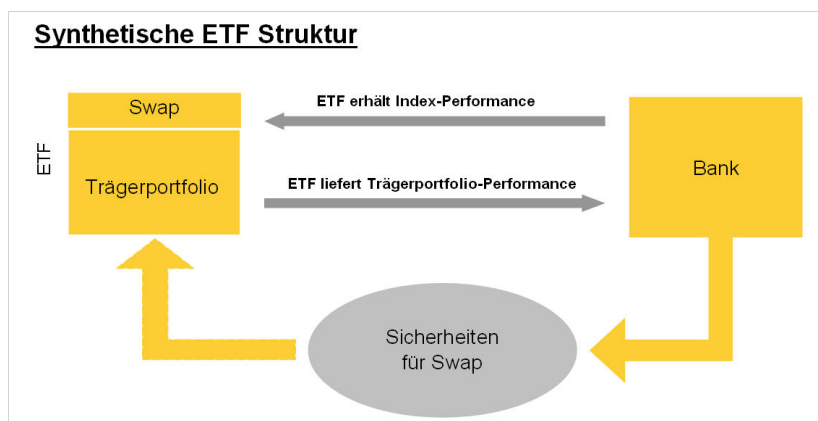 Synthetische ETF Struktur
Swap
ETF erhält Index-Performance
Bank
ETF
Trägerportfolio
ETF liefert Trägerportfolio-Performance
Sicherheiten
für Swap